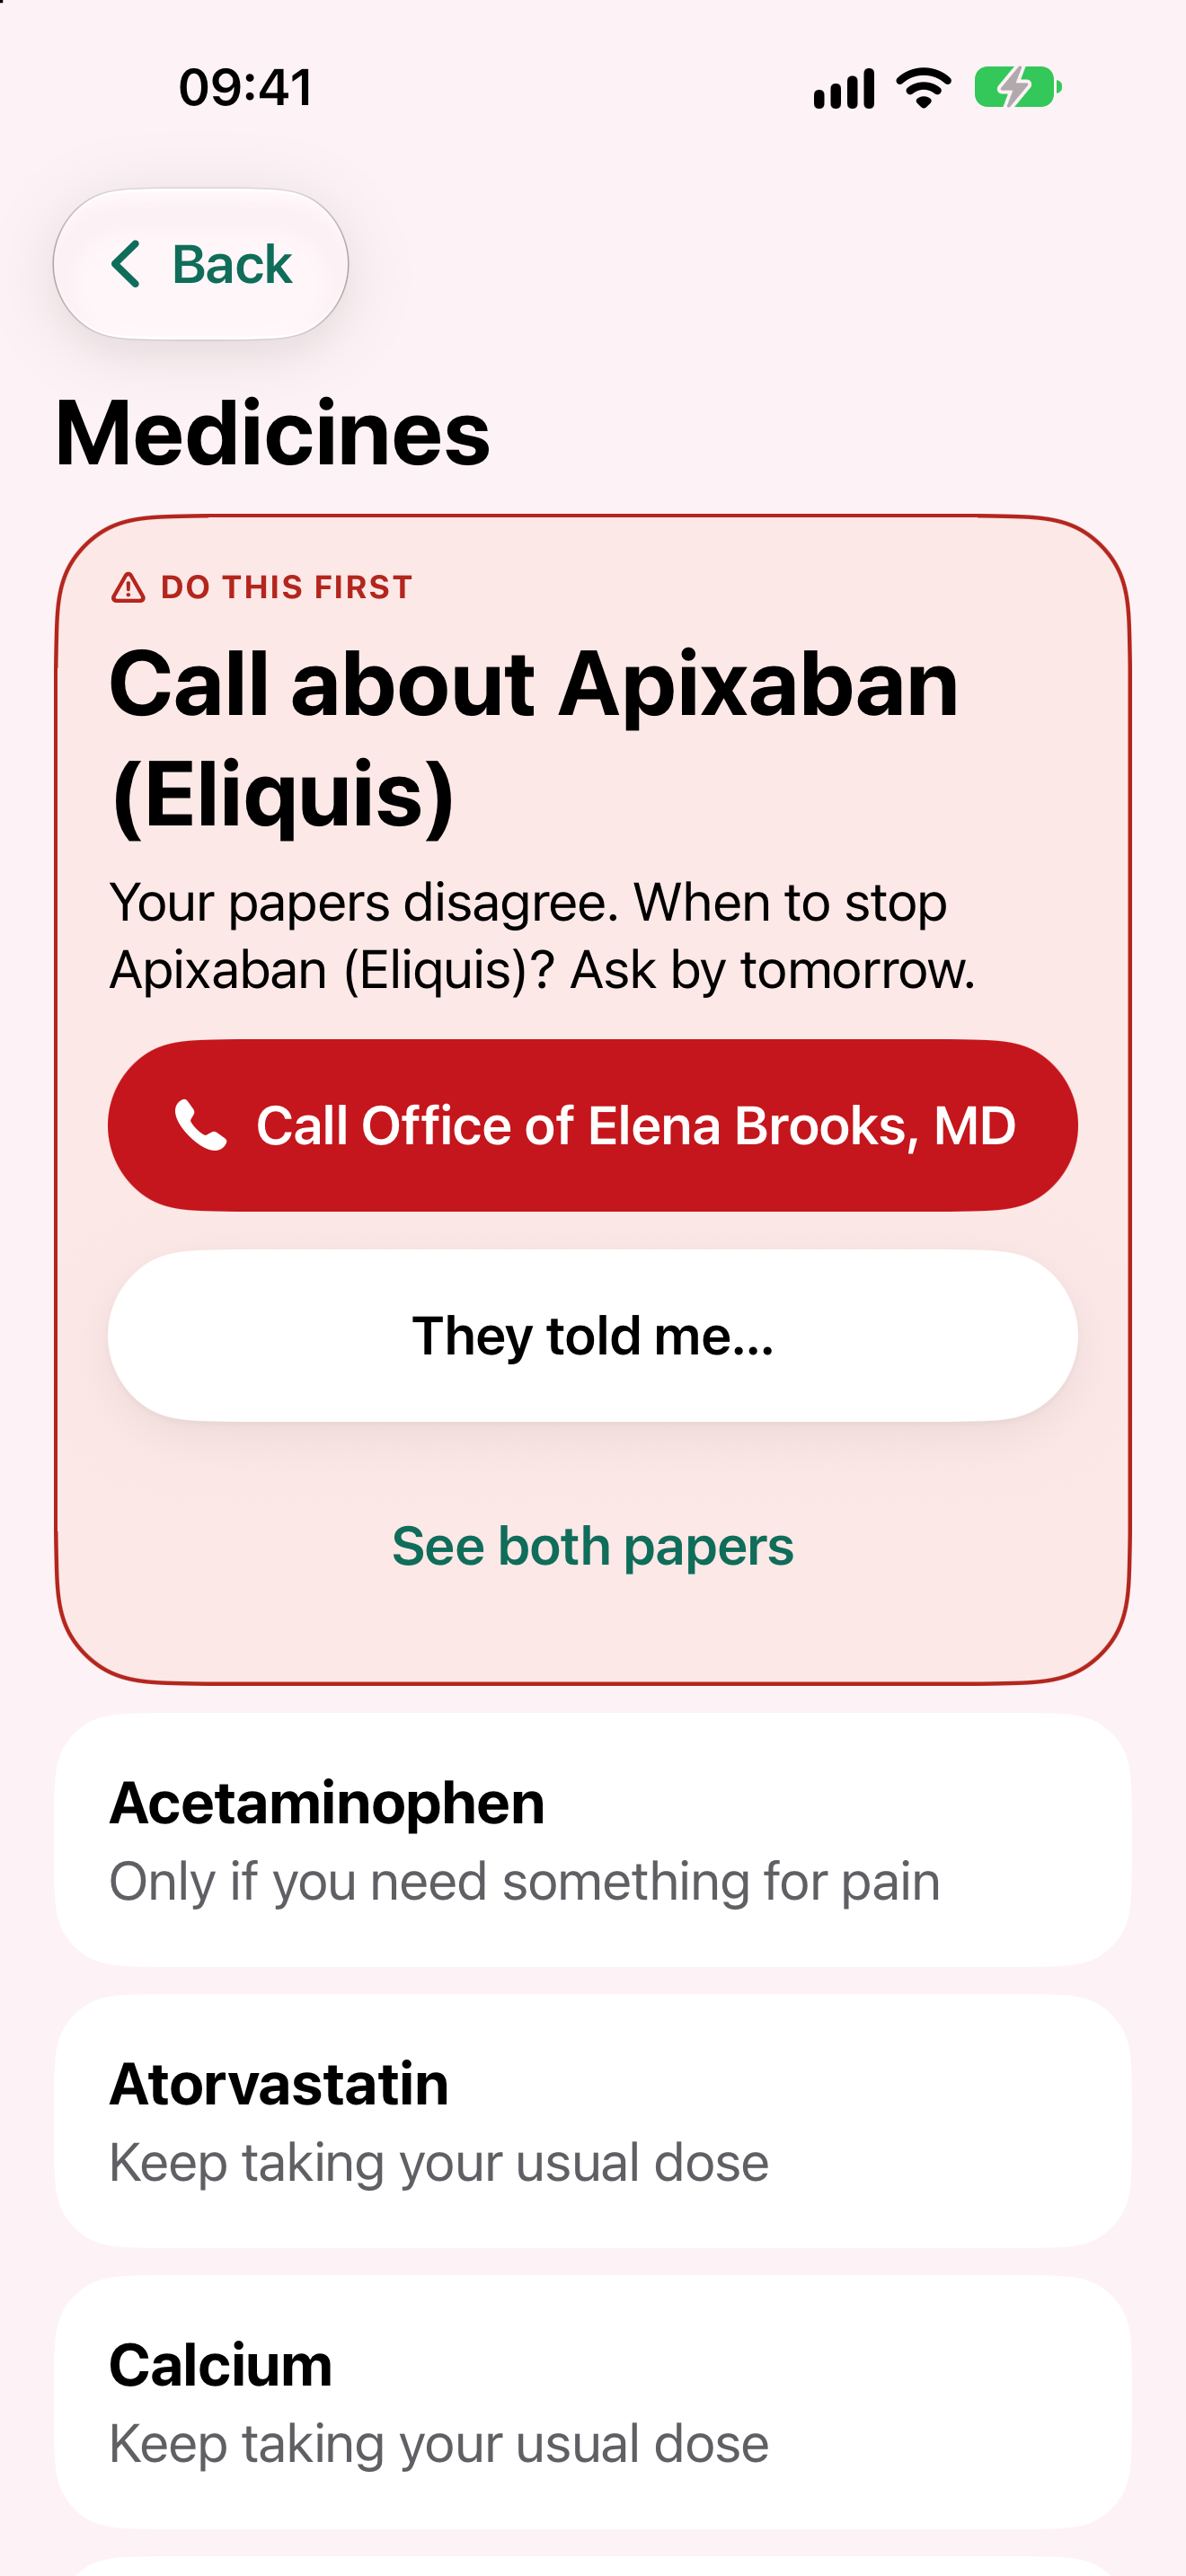 09:41
Back
Medicines
DO THIS FIRST
Call about Apixaban
(Eliquis)
Your papers disagree. When to stop
Apixaban (Eliquis)? Ask by tomorrow.
Call Office of Elena Brooks, MD
They told me...
See both papers
Acetaminophen
Only if you need something for pain
Atorvastatin
Keep taking your usual dose
Calcium
Keep taking your usual dose